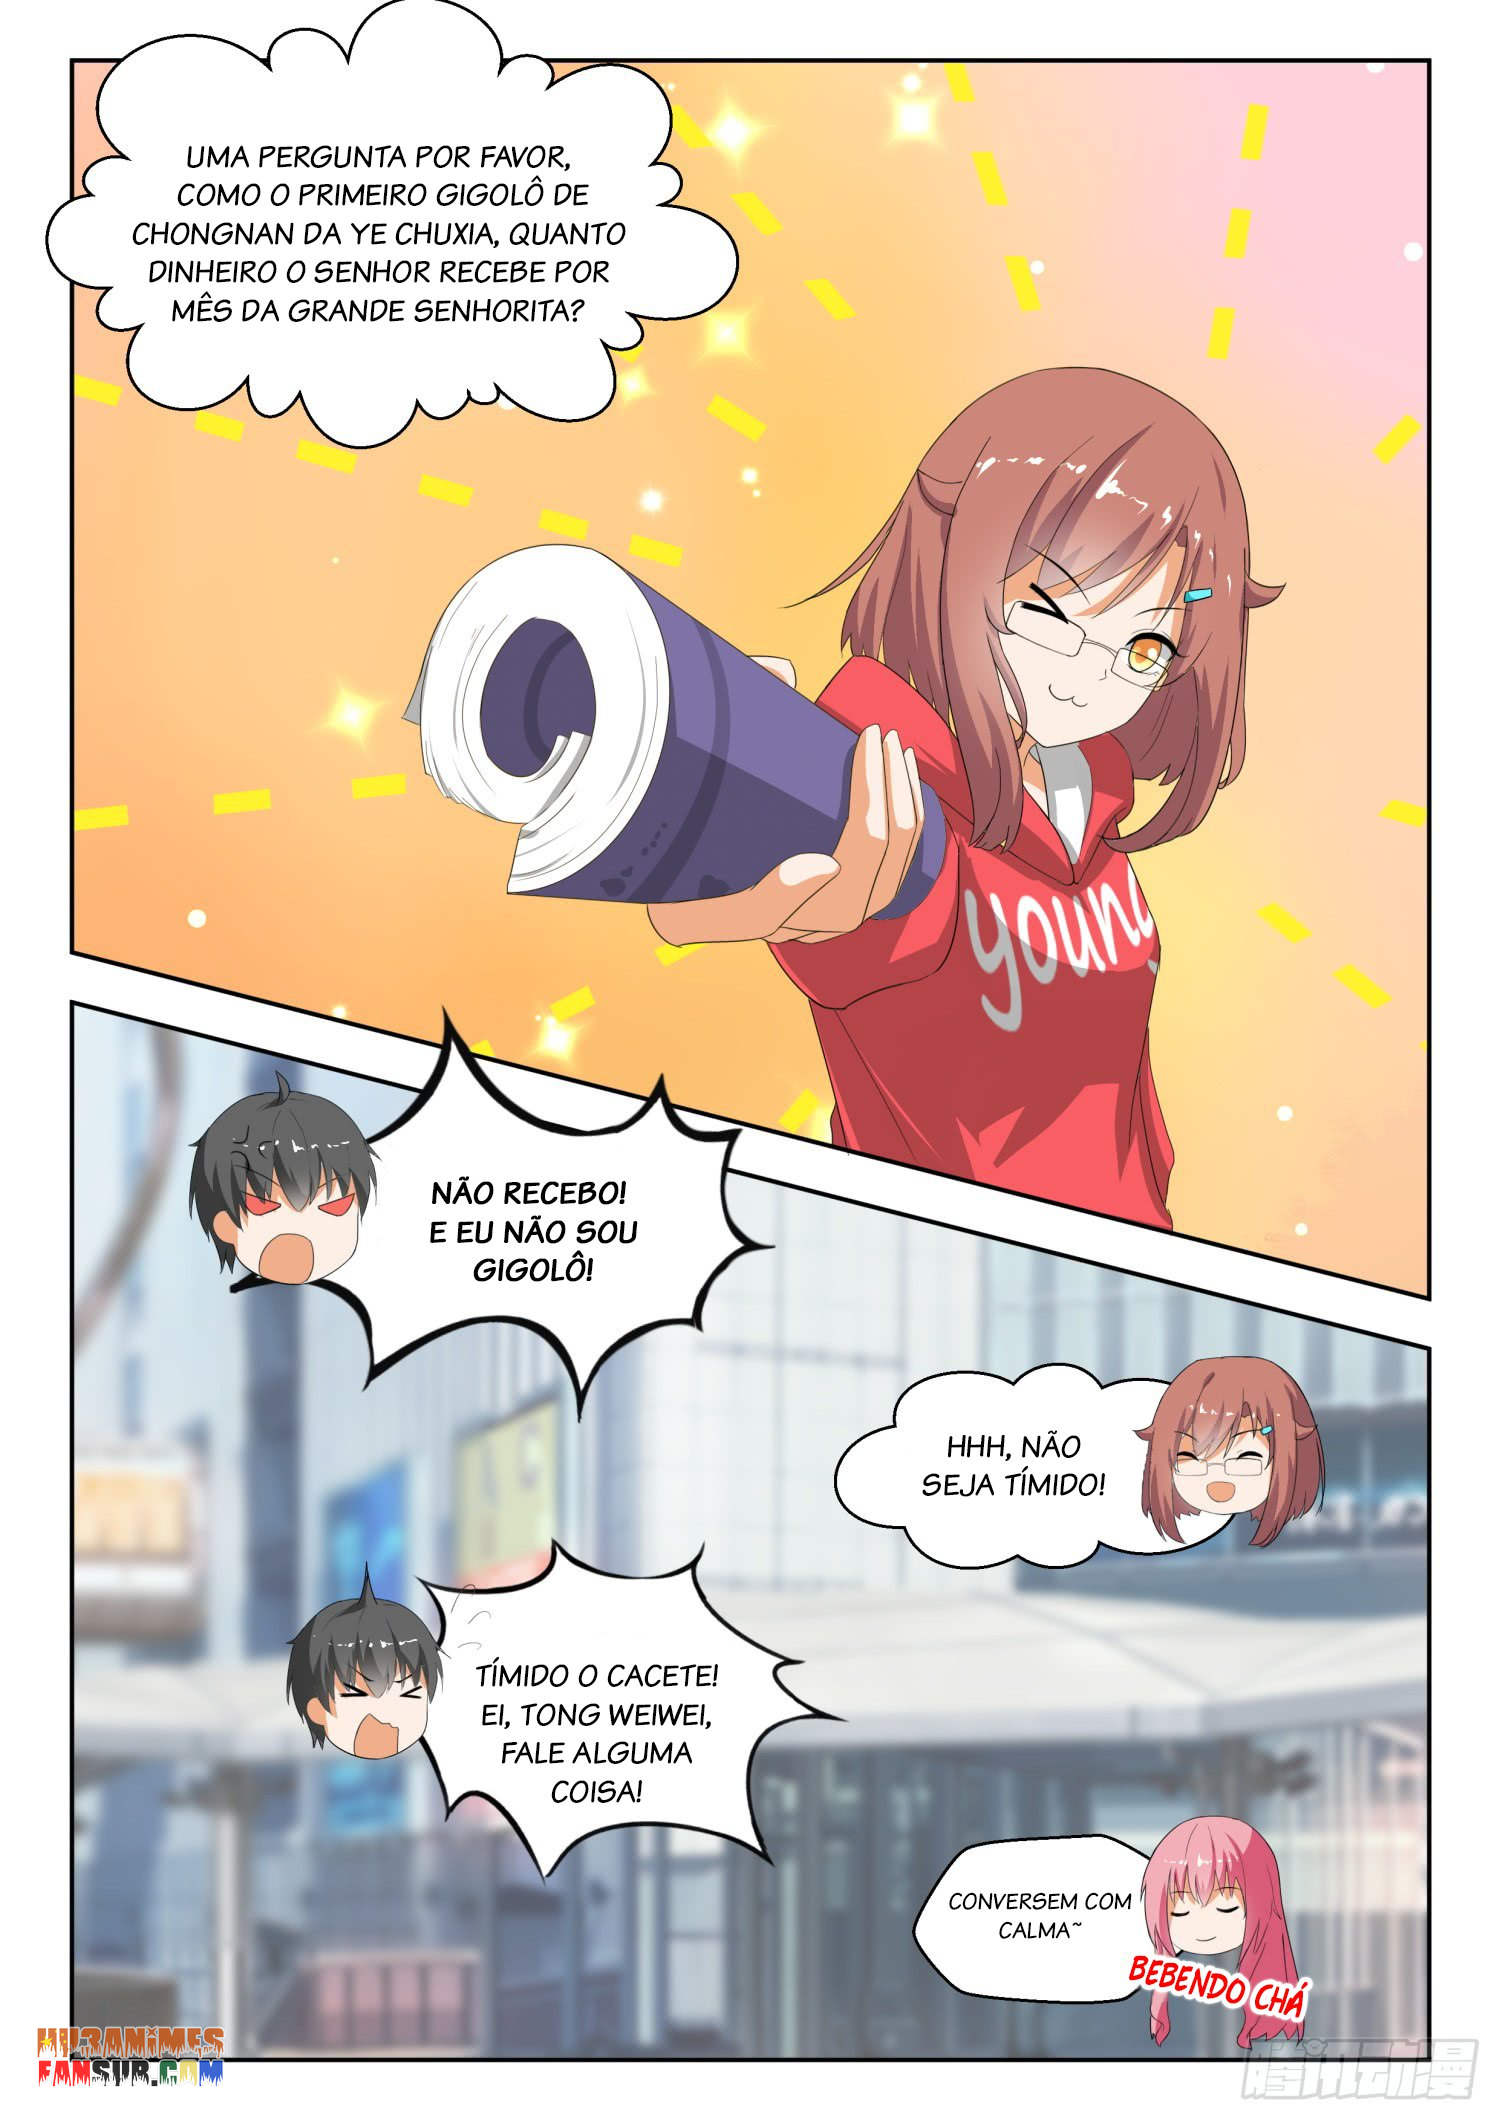 UMA PERGUNTA POR FAVOR,
COMO O PRIMEIRO GIGOLÔ DE
CHONGNAN DA YE CHUXIA, QUANTO
DINHEIRO O SENHOR RECEBE POR
MÊS DA GRANDE SENHORITA?
young
NÃO RECEBO!
E EU NÃO SOU
GIGOLÔ!
HHH, NÃO
SEJA TÍMIDO!
TÍMIDO O CACETE!
EI, TONG WEIWEI,
FALE ALGUMA
COISA!
CONVERSEM COM
CALMA~
BEBENDO CHÁ
HU3ANIMES
FANSUB.COM
腾讯动漫